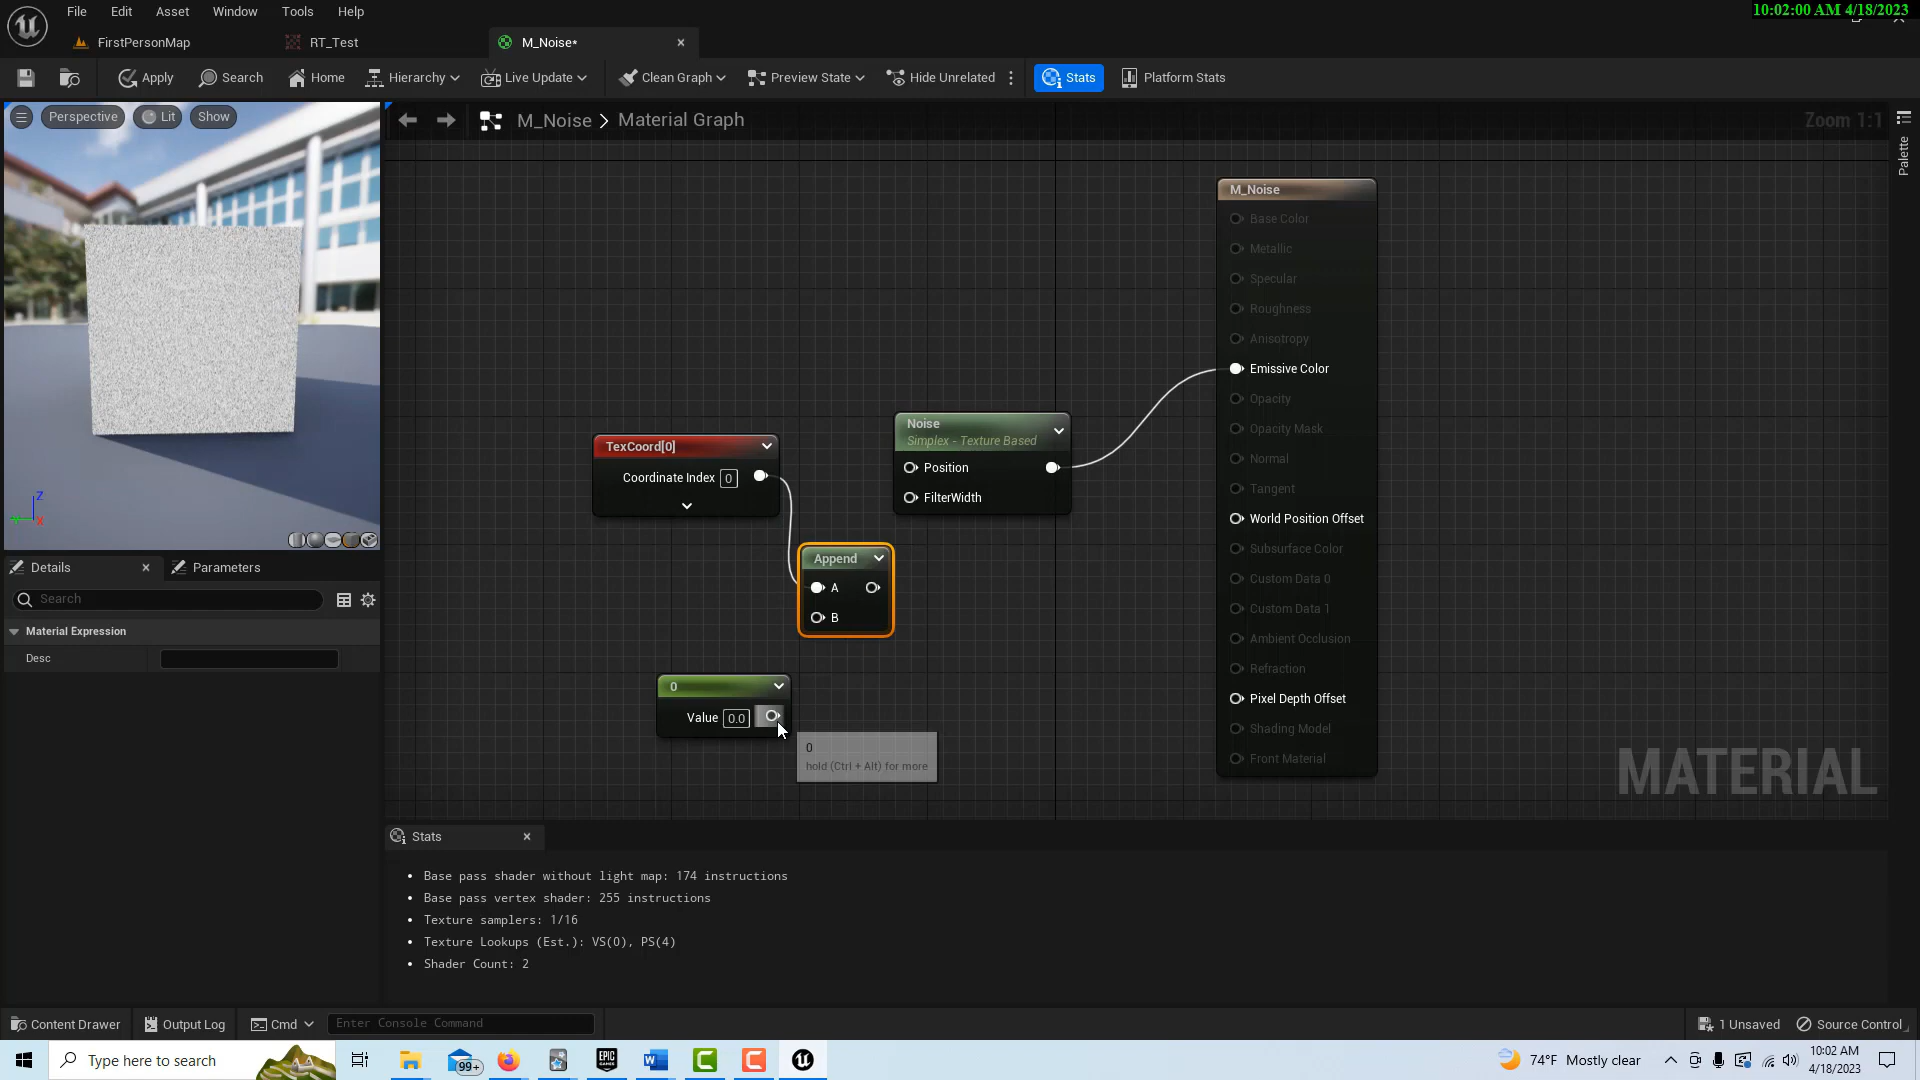 File Edit Asset Window Tools Help
10:02:00 AM 4/18/2023
FirstPersonMap
RT_Test
M_Noise*
Apply
Search
Home
Hierarchy
Live Update
Clean Graph
Preview State
Hide Unrelated
Stats
Platform Stats
Perspective
Lit
Show
M_Noise > Material Graph
Zoom 1:1
Palette
M_Noise
Base Color
Metallic
Specular
Roughness
Anisotropy
Emissive Color
Opacity
Opacity Mask
Normal
Tangent
World Position Offset
Subsurface Color
Custom Data 0
Custom Data 1
Ambient Occlusion
Refraction
Pixel Depth Offset
Shading Model
Front Material
Noise
Simplex - Texture Based
Position
FilterWidth
TexCoord[0]
Coordinate Index 0
Append
A
B
0
Value 0.0
0
hold (Ctrl + Alt) for more
MATERIAL
Z
X
Details
Parameters
Search
Material Expression
Desc
Stats
Base pass shader without light map: 174 instructions
Base pass vertex shader: 255 instructions
Texture samplers: 1/16
Texture Lookups (Est.): VS(0), PS(4)
Shader Count: 2
Content Drawer
Output Log
Cmd
Enter Console Command
1 Unsaved
Source Control
Type here to search
99+
EPIC
GAMES
74°F Mostly clear
10:02 AM
4/18/2023